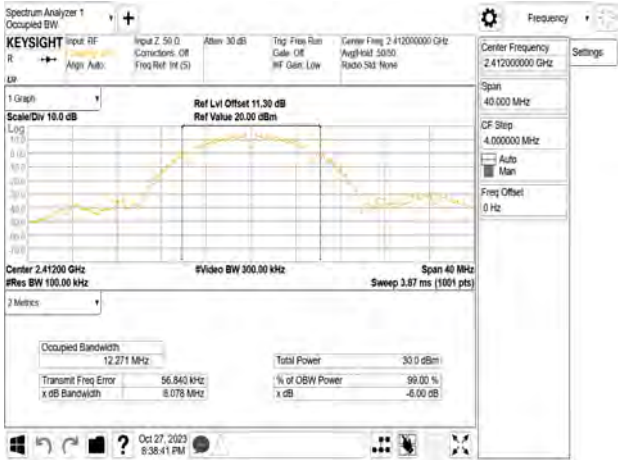 Spectrum Analyzer 1
Occupied BW
Frequency
KEYSIGHT
Input: RF
Align: Auto
Input Z: 50 Ω
Corrections: Off
Freq Ref: Int (S)
Atten: 30 dB
Trig: Free Run
Gate: Off
#IF Gain: Low
Center Freq: 2.412000000 GHz
Avg|Hold: 50/50
Radio Std: None
Center Frequency
2.412000000 GHz
Settings
Span
40.000 MHz
CF Step
4.000000 MHz
Auto
Man
Freq Offset
0 Hz
1 Graph
Scale/Div 10.0 dB
Ref Lvl Offset 11.30 dB
Ref Value 20.00 dBm
Log
Center 2.41200 GHz
#Res BW 100.00 kHz
#Video BW 300.00 kHz
Span 40 MHz
Sweep 3.87 ms (1001 pts)
2 Metrics
Occupied Bandwidth
12.271 MHz
Total Power 30.0 dBm
Transmit Freq Error 56.840 kHz
% of OBW Power 99.00 %
x dB Bandwidth 8.078 MHz
x dB -6.00 dB
Oct 27, 2023
8:38:41 PM